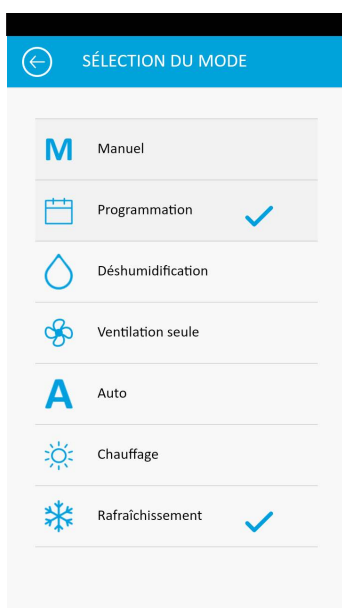 SÉLECTION DU MODE
M Manuel
Programmation
Déshumidification
Ventilation seule
A Auto
Chauffage
Rafraîchissement